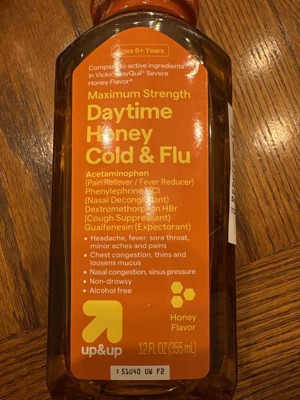 Ages 6+ Years
Compare to active ingredients
in Vicks® DayQuil® Severe
Honey Flavor*
Maximum Strength
Daytime
Honey
Cold & Flu
Acetaminophen
(Pain Reliever / Fever Reducer)
Phenylephrine HCl
(Nasal Decongestant)
Dextromethorphan HBr
(Cough Suppressant)
Guaifenesin (Expectorant)
• Headache, fever, sore throat,
minor aches and pains
• Chest congestion, thins and
loosens mucus
• Nasal congestion, sinus pressure
• Non-drowsy
• Alcohol free
Honey
Flavor
up&up
12 FL OZ (355 mL)